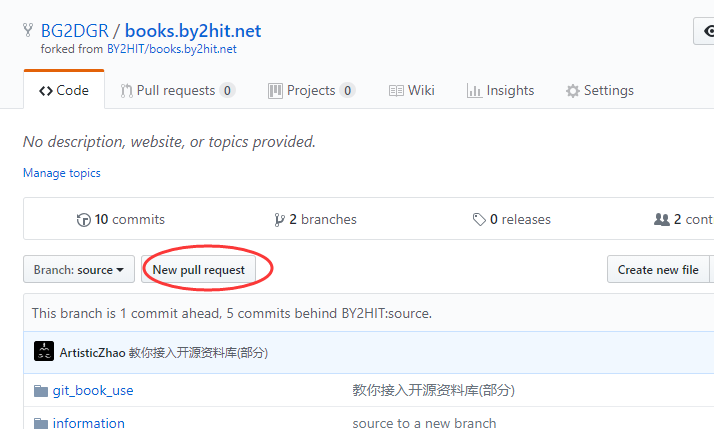 BG2DGR / books.by2hit.net
forked from BY2HIT/books.by2hit.net
Code Pull requests 0 Projects 0 Wiki Insights Settings
No description, website, or topics provided.
Manage topics
10 commits 2 branches 0 releases 2 cont
Branch: source New pull request Create new file
This branch is 1 commit ahead, 5 commits behind BY2HIT:source.
ArtisticZhao 教你接入开源资料库(部分)
git_book_use 教你接入开源资料库(部分)
information source to a new branch